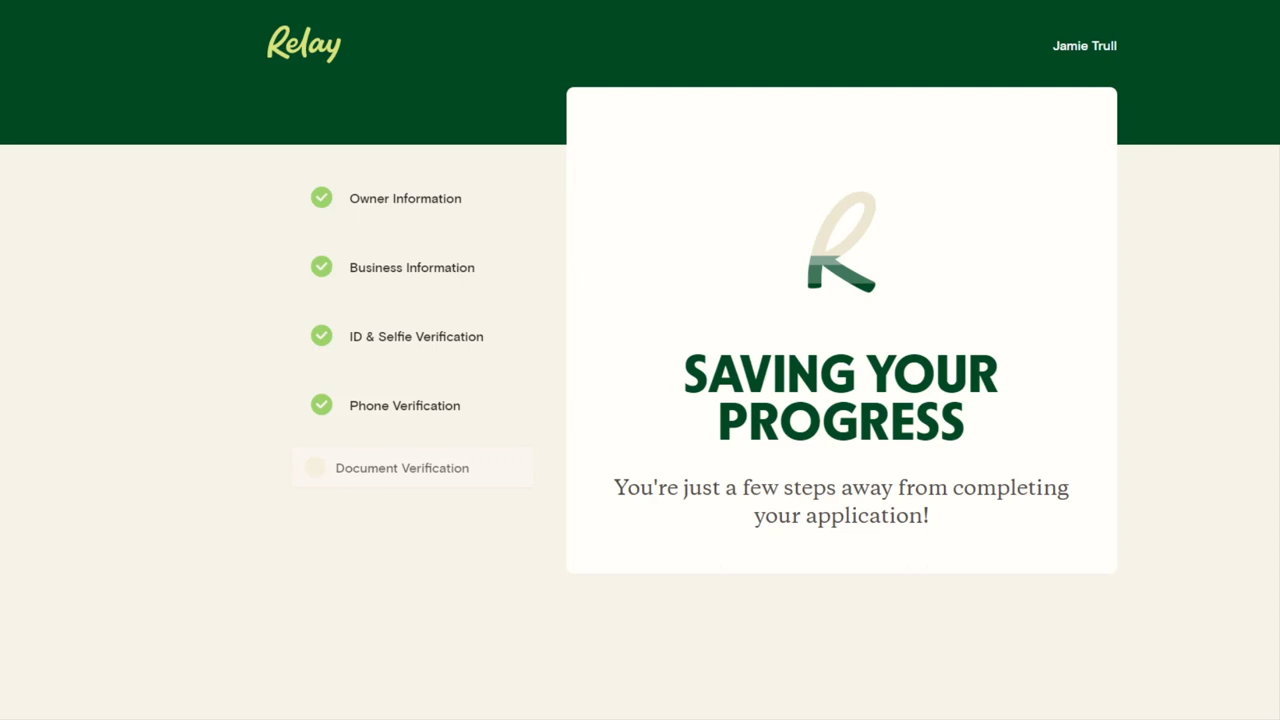 Relay
Jamie Trull
Owner Information
Business Information
ID & Selfie Verification
Phone Verification
Document Verification
R
SAVING YOUR
PROGRESS
You're just a few steps away from completing
your application!